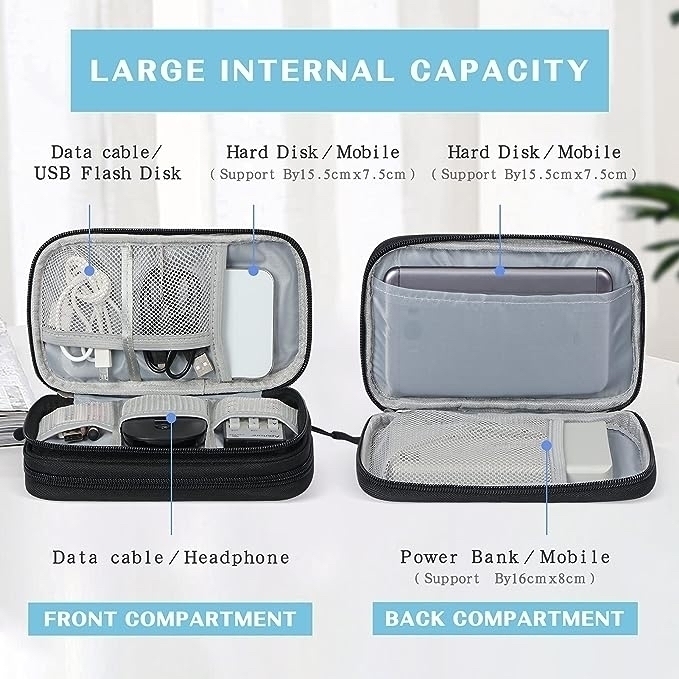 LARGE INTERNAL CAPACITY
Data cable/
USB Flash Disk
Hard Disk/Mobile
(Support By15.5cmx7.5cm)
Hard Disk/Mobile
(Support By15.5cmx7.5cm)
Data cable/Headphone
Power Bank/Mobile
(Support By16cmx8cm)
FRONT COMPARTMENT
BACK COMPARTMENT